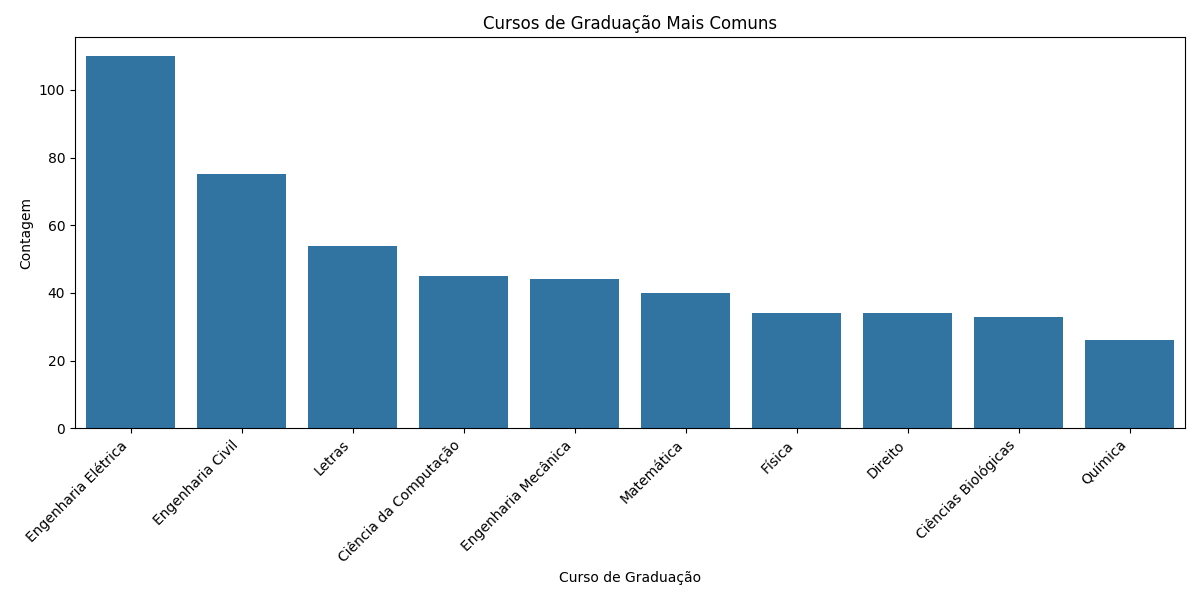 Cursos de Graduação Mais Comuns
Contagem
100
80
60
40
20
0
Engenharia Elétrica
Engenharia Civil
Letras
Ciência da Computação
Engenharia Mecânica
Matemática
Física
Direito
Ciências Biológicas
Química
Curso de Graduação